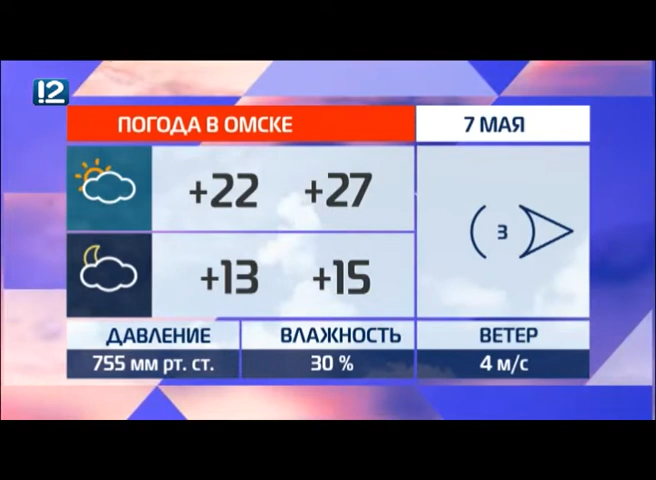 12
ПОГОДА В ОМСКЕ
7 МАЯ
+22 +27
З
+13 +15
ДАВЛЕНИЕ ВЛАЖНОСТЬ ВЕТЕР
755 мм рт. ст. 30 % 4 м/с